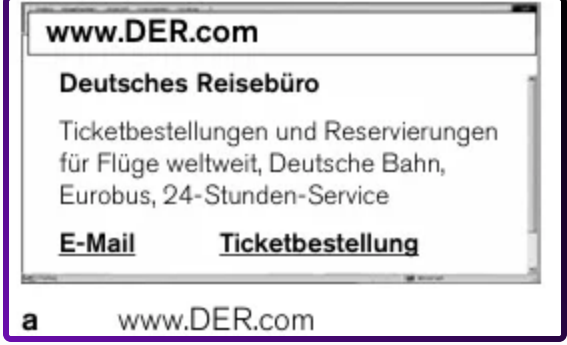 www.DER.com
Deutsches Reisebüro
Ticketbestellungen und Reservierungen
für Flüge weltweit, Deutsche Bahn,
Eurobus, 24-Stunden-Service
E-Mail Ticketbestellung
a www.DER.com